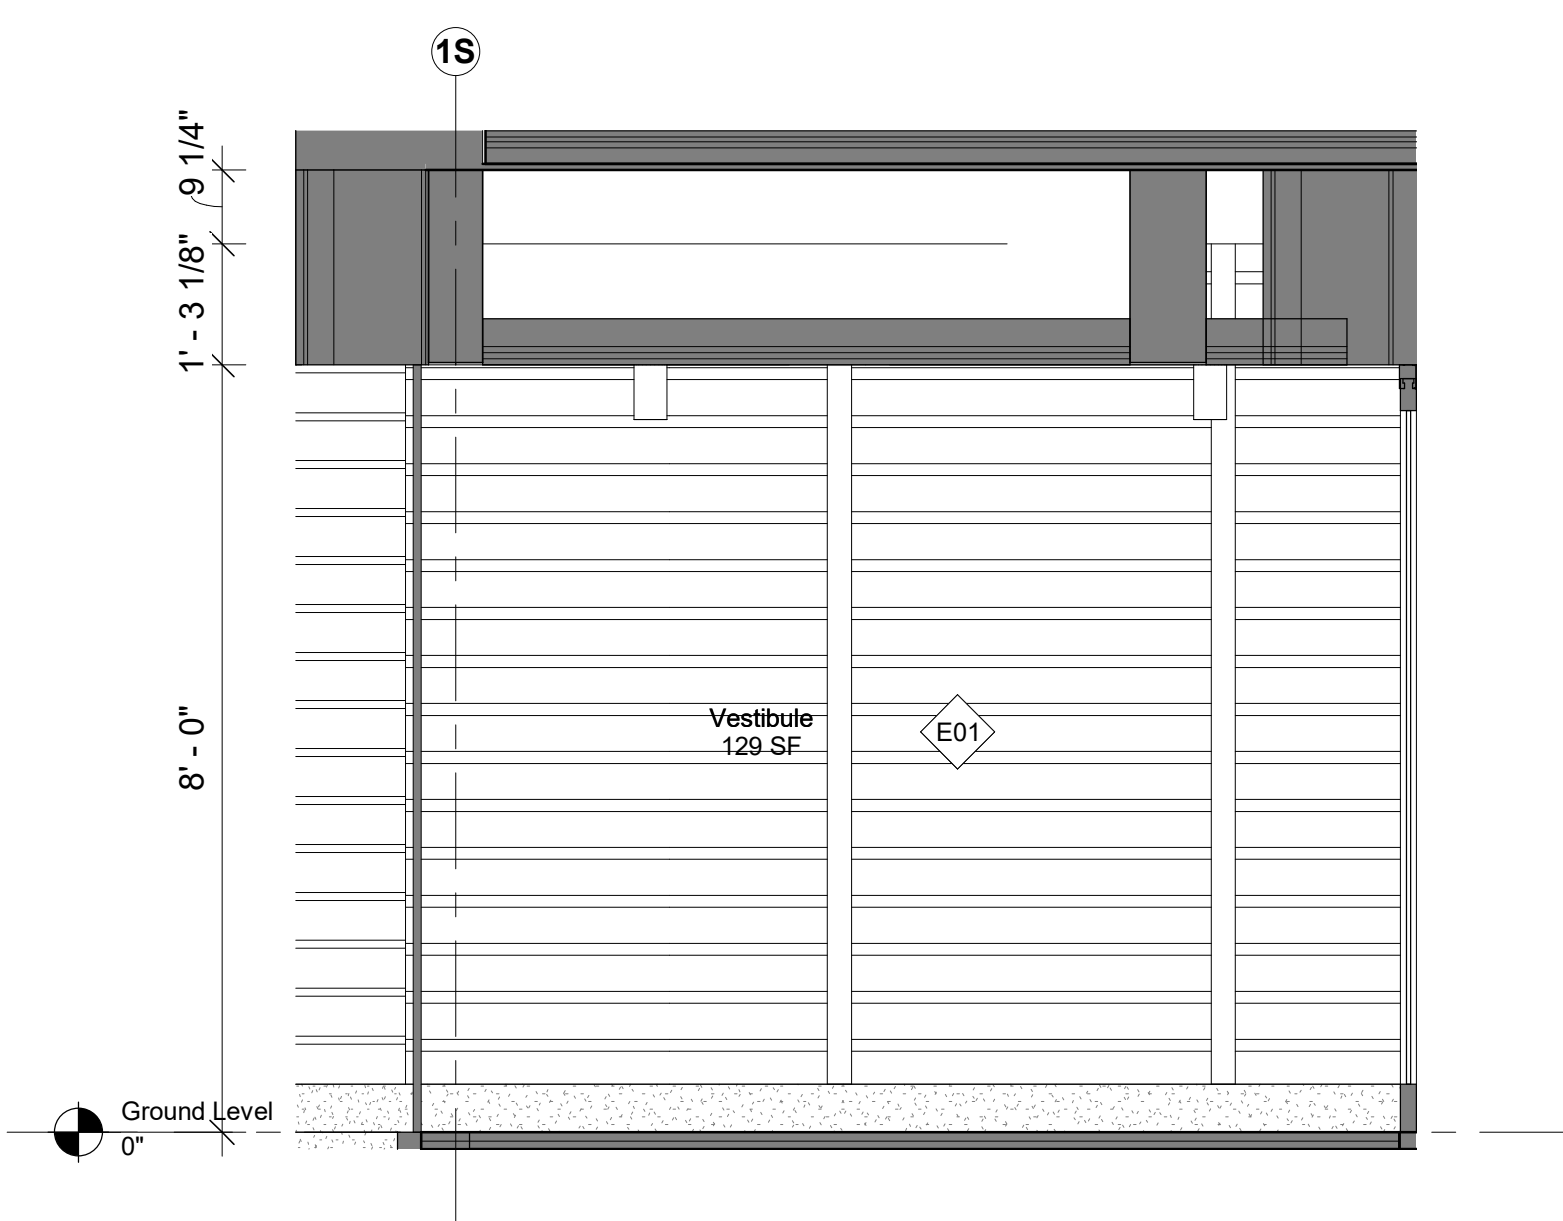 1S
9 1/4"
1' - 3 1/8"
8' - 0"
Vestibule
129 SF
E01
Ground Level
0"